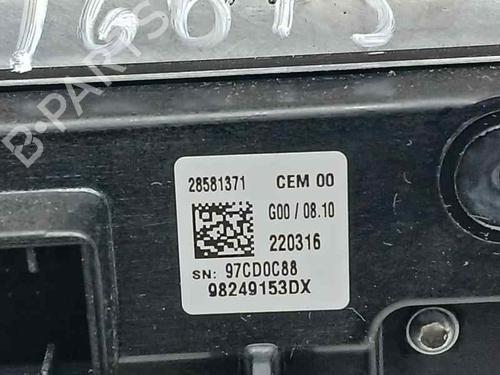 28581371 CEM 00
G00 / 08.10
220316
SN: 97CD0C88
98249153DX